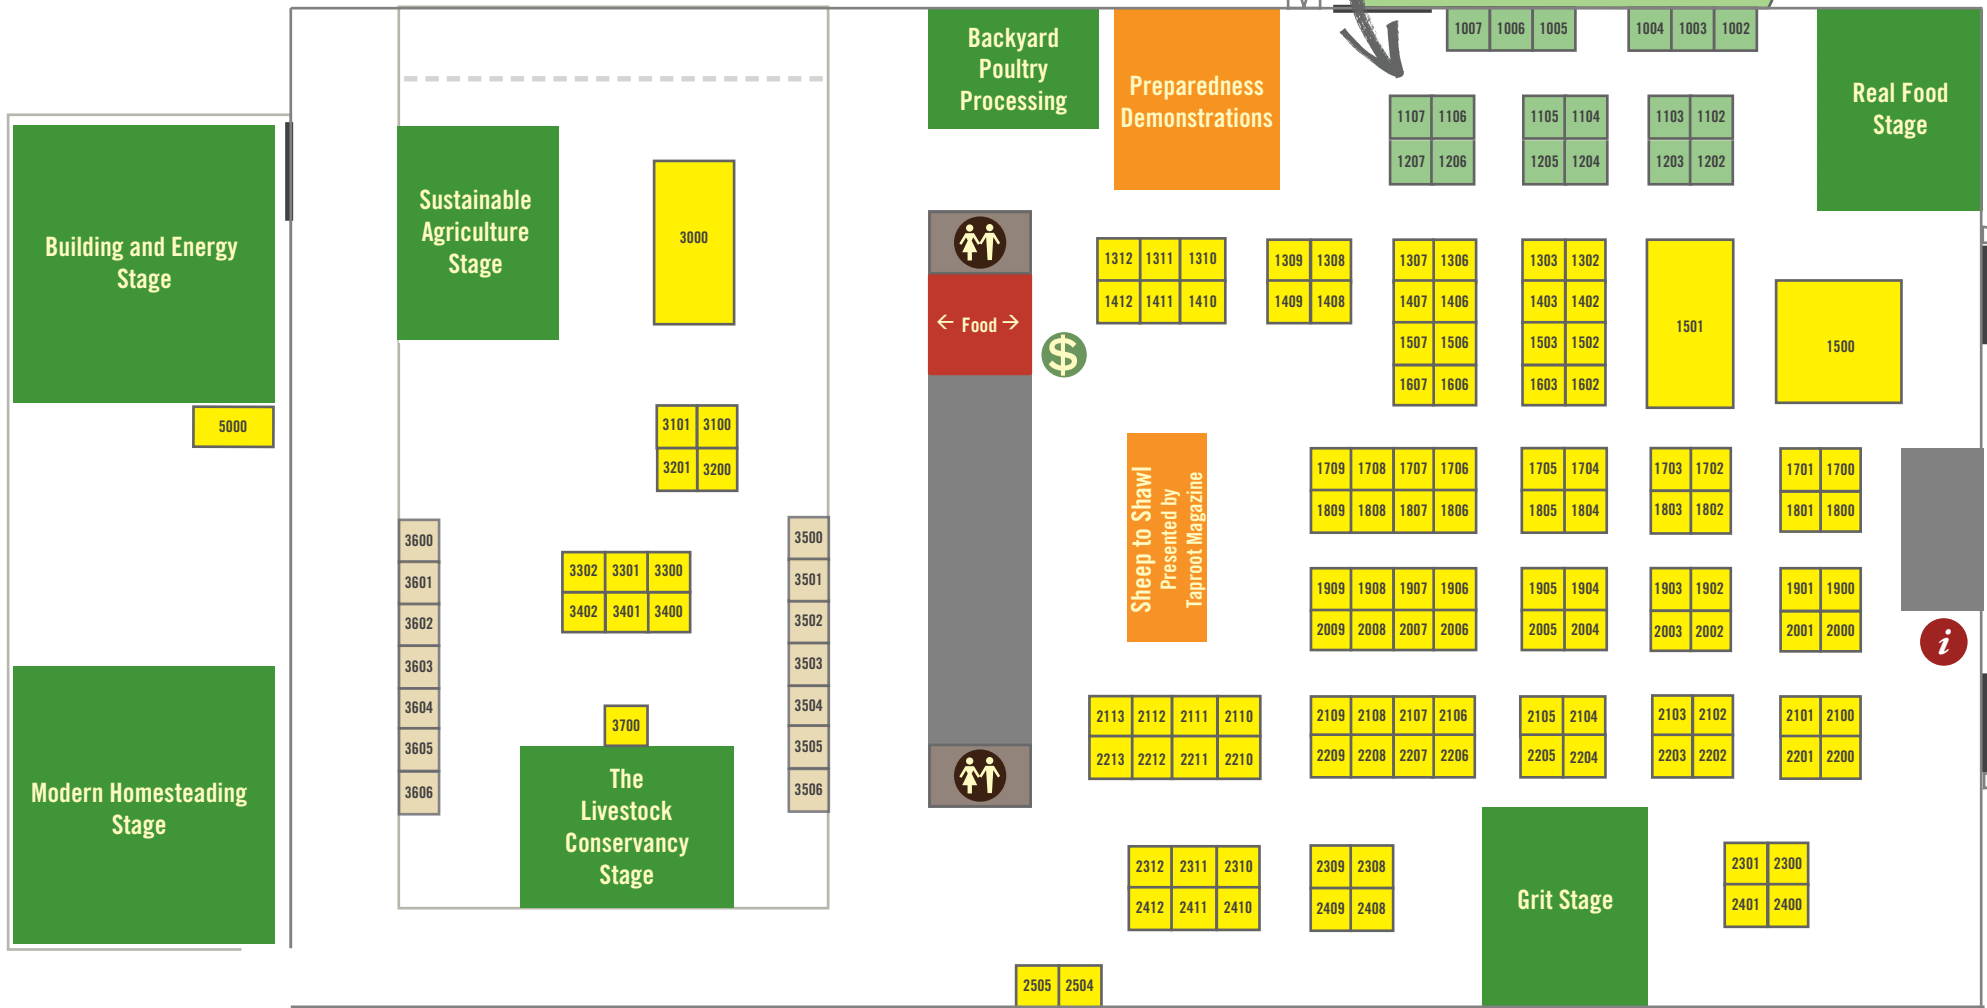 1007 1006 1005
1004 1003 1002
Backyard
Poultry
Processing
Preparedness
Demonstrations
Real Food
Stage
1107 1106
1207 1206
1105 1104
1205 1204
1103 1102
1203 1202
Building and Energy
Stage
5000
Sustainable
Agriculture
Stage
3000
← Food →
$
1312 1311 1310
1412 1411 1410
1309 1308
1409 1408
1307 1306
1407 1406
1507 1506
1607 1606
1303 1302
1403 1402
1503 1502
1603 1602
1501
1500
3101 3100
3201 3200
Sheep to Shawl
Presented by
Taproot Magazine
1709 1708 1707 1706
1809 1808 1807 1806
1705 1704
1805 1804
1703 1702
1803 1802
1701 1700
1801 1800
3600
3601
3602
3603
3604
3605
3606
3302 3301 3300
3402 3401 3400
3500
3501
3502
3503
3504
3505
3506
1909 1908 1907 1906
2009 2008 2007 2006
1905 1904
2005 2004
1903 1902
2003 2002
1901 1900
2001 2000
i
Modern Homesteading
Stage
3700
The
Livestock
Conservancy
Stage
2113 2112 2111 2110
2213 2212 2211 2210
2109 2108 2107 2106
2209 2208 2207 2206
2105 2104
2205 2204
2103 2102
2203 2202
2101 2100
2201 2200
2312 2311 2310
2412 2411 2410
2309 2308
2409 2408
Grit Stage
2301 2300
2401 2400
2505 2504